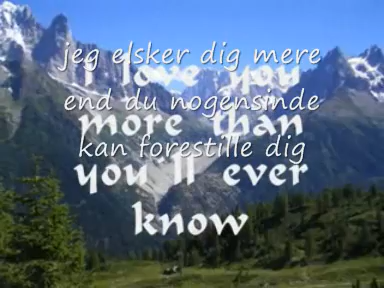 jeg elsker dig mere
I love you
end du nogensinde
more than
kan forestille dig
you'll ever
know